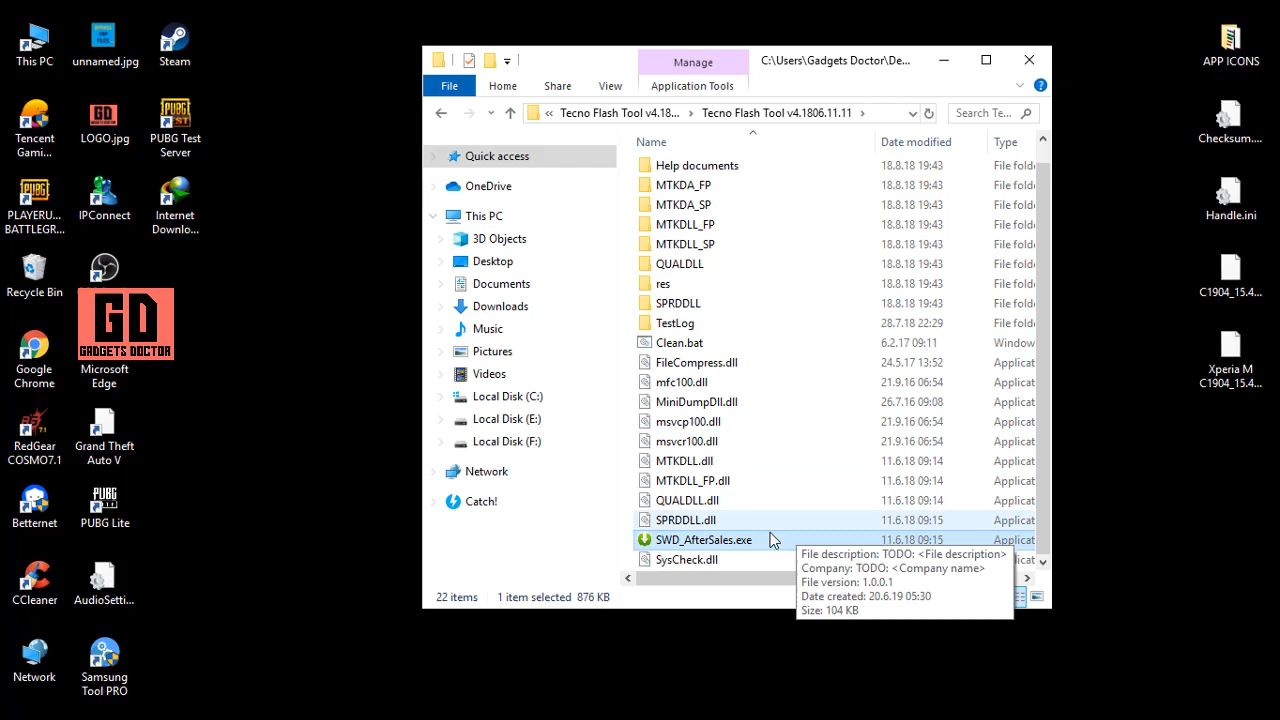 This PC
unnamed.jpg
Steam
Tencent
Gami...
LOGO.jpg
PUBG Test
Server
PLAYERU...
BATTLEGR...
IPConnect
Internet
Downlo...
Recycle Bin
GD
GADGETS DOCTOR
Google
Chrome
Microsoft
Edge
RedGear
COSMO7.1
Grand Theft
Auto V
Betternet
PUBG Lite
CCleaner
AudioSetti...
Network
Samsung
Tool PRO
Manage
C:\Users\Gadgets Doctor\De...
File
Home
Share
View
Application Tools
«
Tecno Flash Tool v4.18...
Tecno Flash Tool v4.1806.11.11
Search Te...
Quick access
OneDrive
This PC
3D Objects
Desktop
Documents
Downloads
Music
Pictures
Videos
Local Disk (C:)
Local Disk (E:)
Local Disk (F:)
Network
Catch!
Name Date modified Type
Help documents 18.8.18 19:43 File fold
MTKDA_FP 18.8.18 19:43 File fold
MTKDA_SP 18.8.18 19:43 File fold
MTKDLL_FP 18.8.18 19:43 File fold
MTKDLL_SP 18.8.18 19:43 File fold
QUALDLL 18.8.18 19:43 File fold
res 18.8.18 19:43 File fold
SPRDDLL 18.8.18 19:43 File fold
TestLog 28.7.18 22:29 File fold
Clean.bat 6.2.17 09:11 Window
FileCompress.dll 24.5.17 13:52 Applicat
mfc100.dll 21.9.16 06:54 Applicat
MiniDumpDll.dll 26.7.16 09:08 Applicat
msvcp100.dll 21.9.16 06:54 Applicat
msvcr100.dll 21.9.16 06:54 Applicat
MTKDLL.dll 11.6.18 09:14 Applicat
MTKDLL_FP.dll 11.6.18 09:14 Applicat
QUALDLL.dll 11.6.18 09:14 Applicat
SPRDDLL.dll 11.6.18 09:15 Applicat
SWD_AfterSales.exe 11.6.18 09:15 Applicat
SysCheck.dll
File description: TODO: <File description>
Company: TODO: <Company name>
File version: 1.0.0.1
Date created: 20.6.19 05:30
Size: 104 KB
22 items 1 item selected 876 KB
APP ICONS
Checksum....
Handle.ini
C1904_15.4...
Xperia M
C1904_15.4...